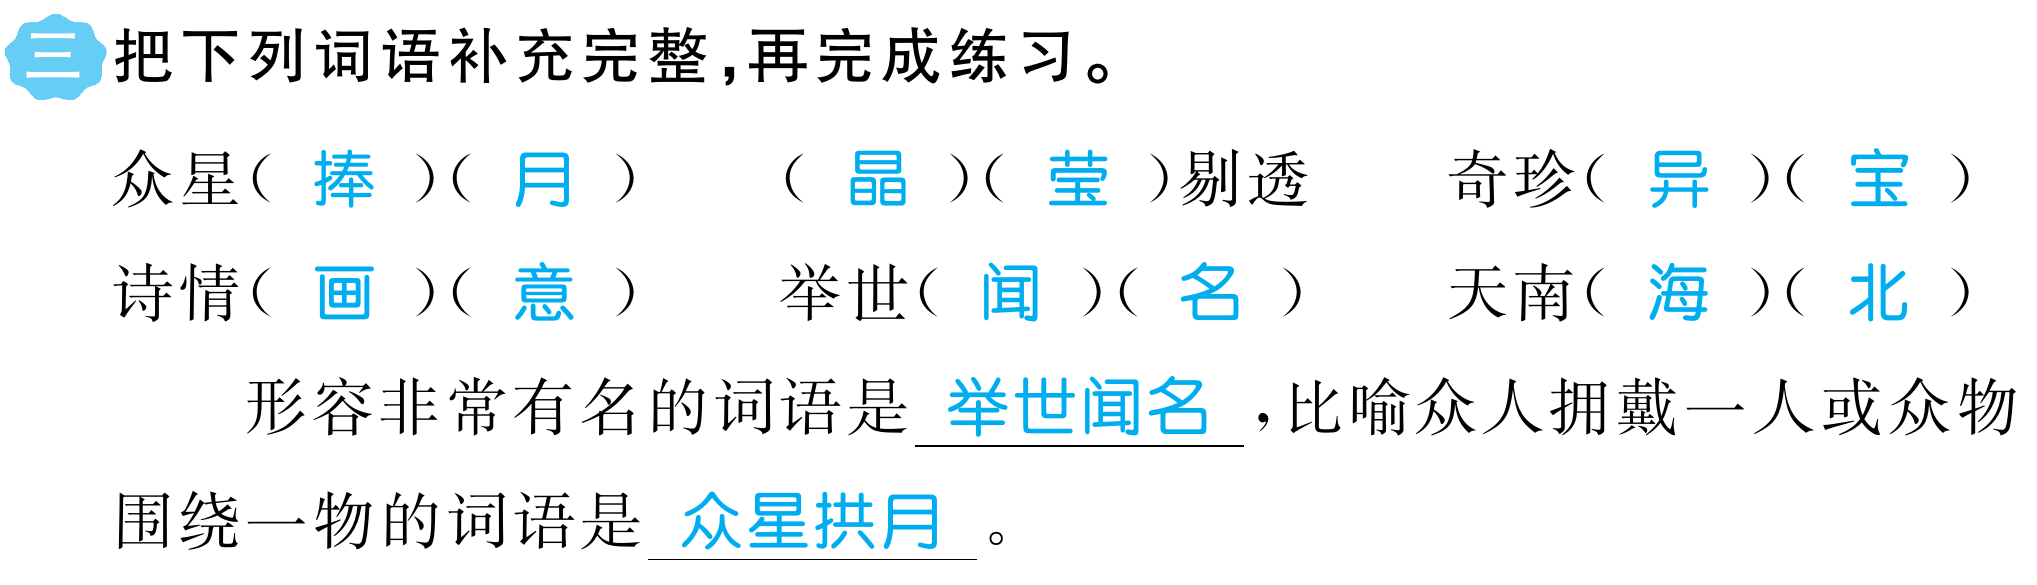 三 把下列词语补充完整,再完成练习。
众星( 捧 )( 月 ) ( 晶 )( 莹 )剔透 奇珍( 异 )( 宝 )
诗情( 画 )( 意 ) 举世( 闻 )( 名 ) 天南( 海 )( 北 )
形容非常有名的词语是 举世闻名 ,比喻众人拥戴一人或众物
围绕一物的词语是 众星拱月 。